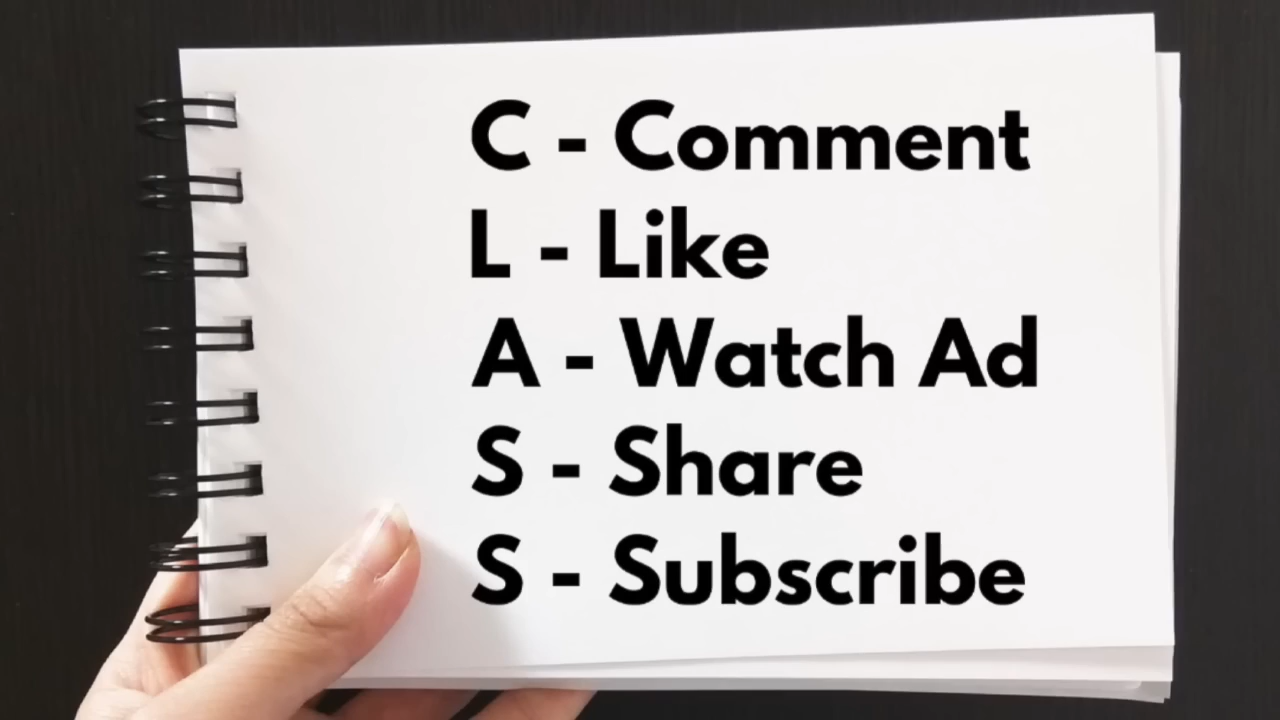 C - Comment
L - Like
A - Watch Ad
S - Share
S - Subscribe